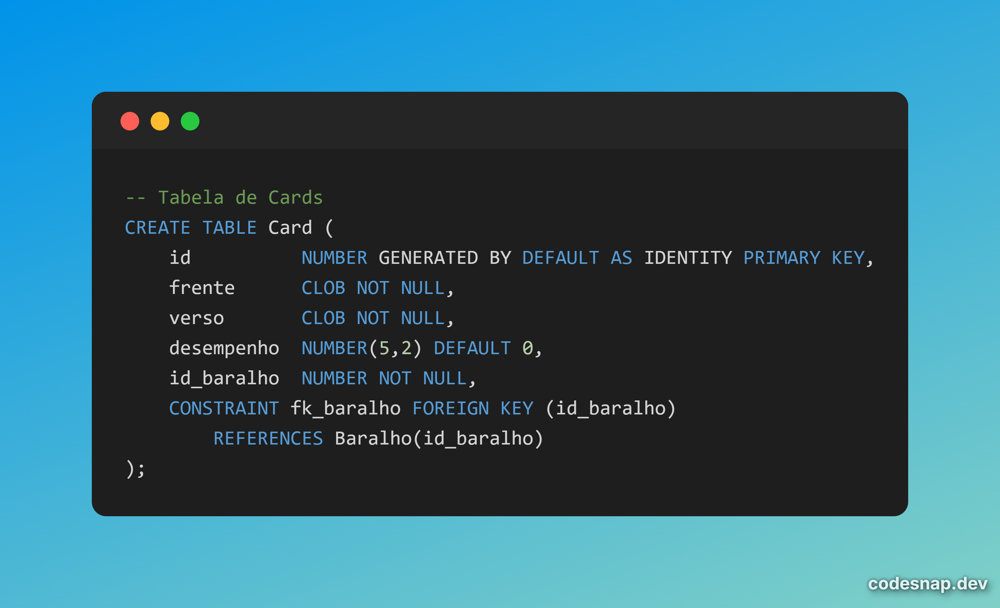 -- Tabela de Cards
CREATE TABLE Card (
    id          NUMBER GENERATED BY DEFAULT AS IDENTITY PRIMARY KEY,
    frente      CLOB NOT NULL,
    verso       CLOB NOT NULL,
    desempenho  NUMBER(5,2) DEFAULT 0,
    id_baralho  NUMBER NOT NULL,
    CONSTRAINT fk_baralho FOREIGN KEY (id_baralho)
        REFERENCES Baralho(id_baralho)
);
codesnap.dev